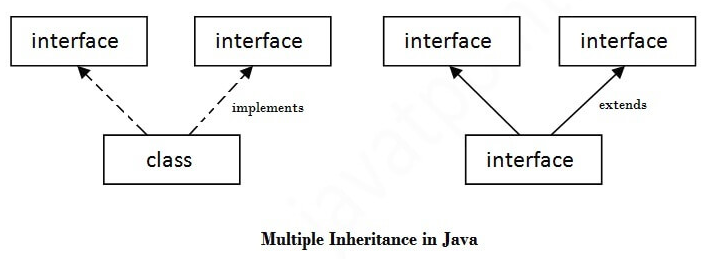 interface
interface
interface
interface
implements
extends
class
interface
Multiple Inheritance in Java